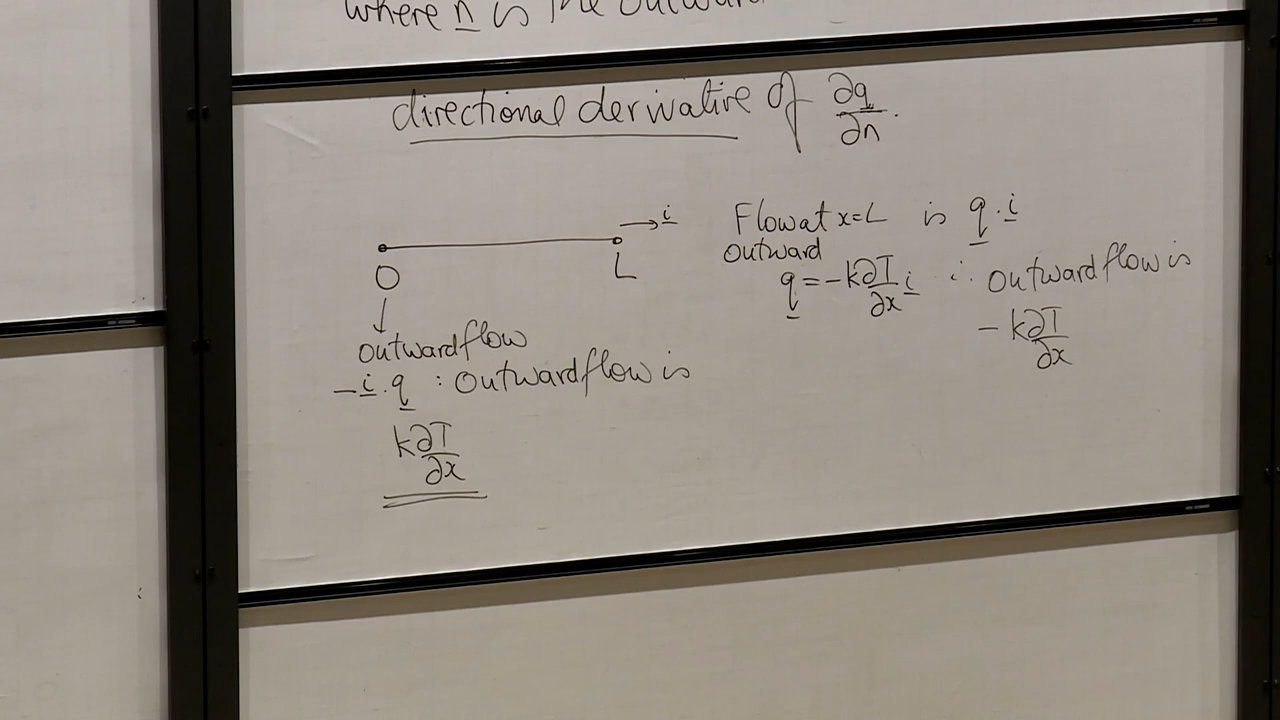 where n is the outward
directional derivative of ∂q/∂n.
→ i
O L
Flow at x=L is q . i
outward
q = -k ∂T/∂x i ∴ outward flow is
-k ∂T/∂x
↓
outward flow
-i . q : outward flow is
k ∂T/∂x